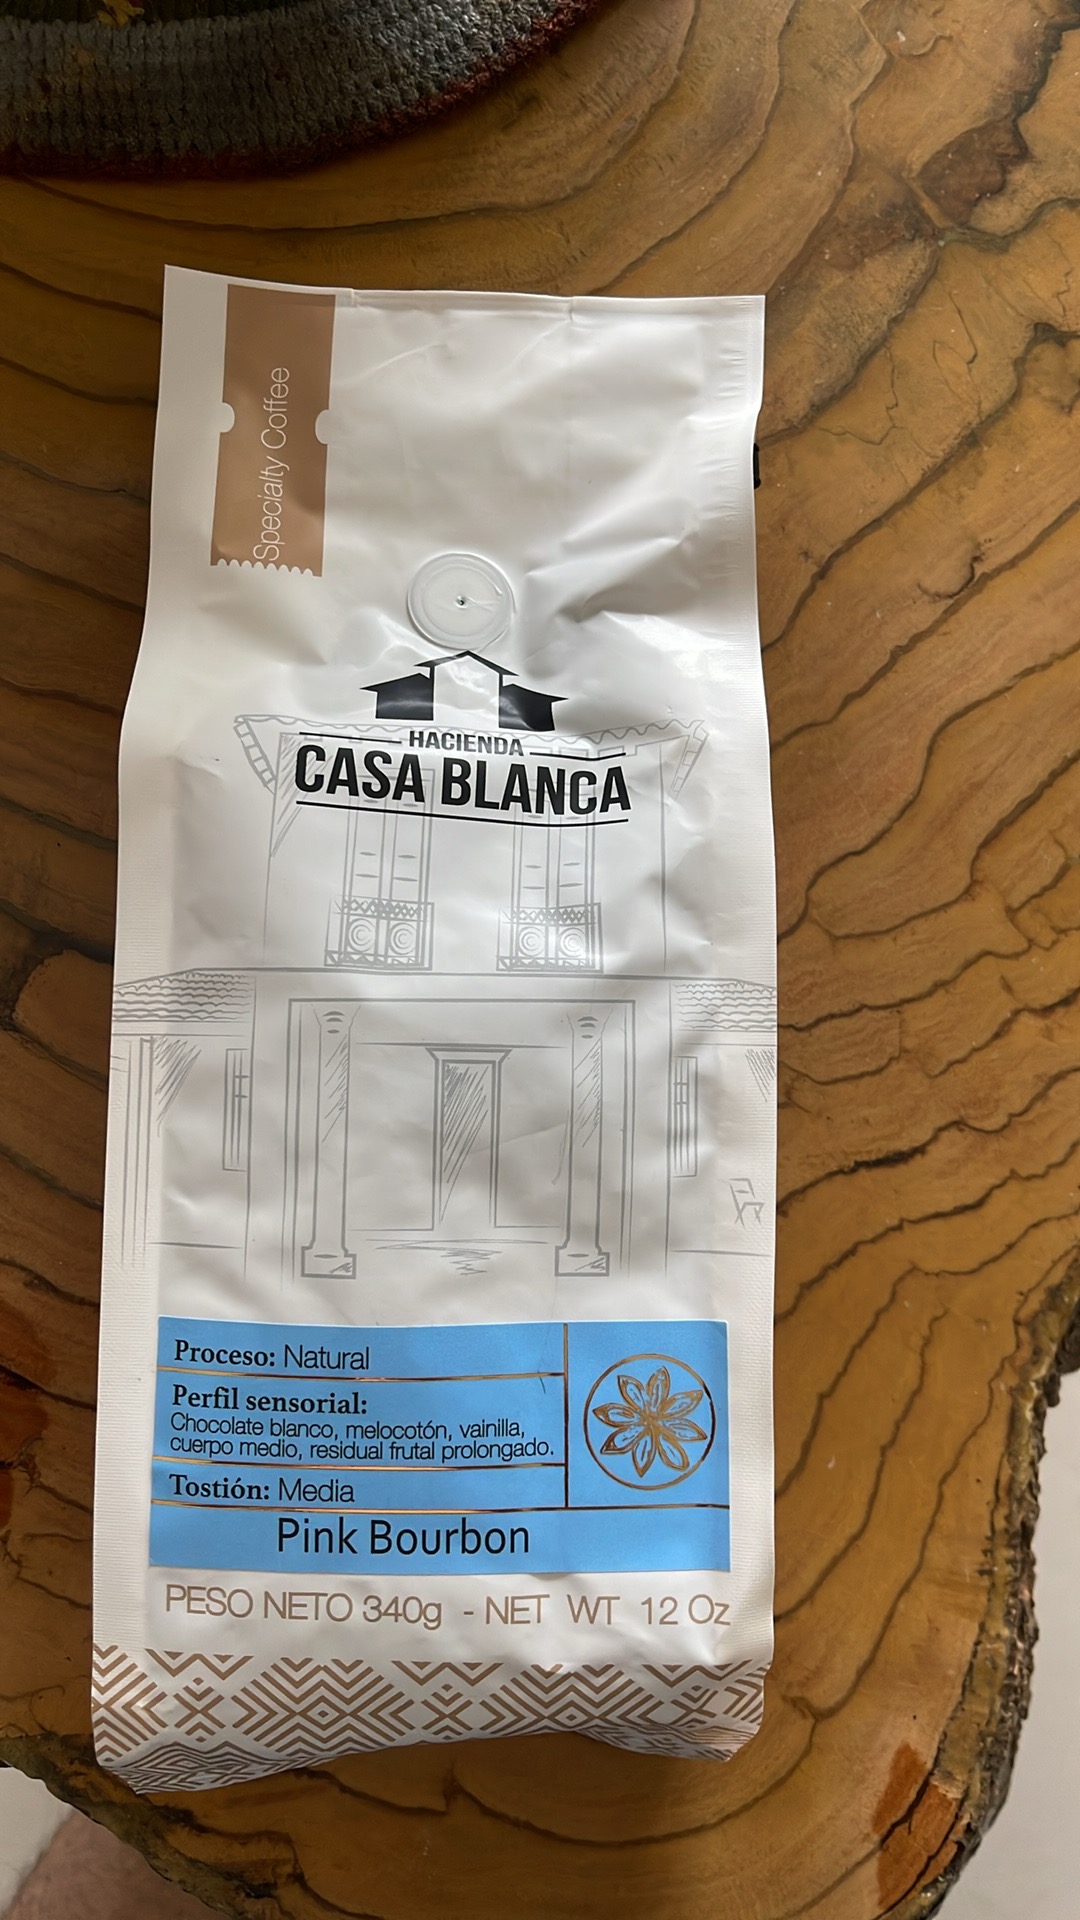 Specialty Coffee
HACIENDA
CASA BLANCA
Proceso: Natural
Perfil sensorial:
Chocolate blanco, melocotón, vainilla,
cuerpo medio, residual frutal prolongado.
Tostión: Media
Pink Bourbon
PESO NETO 340g - NET WT 12 Oz